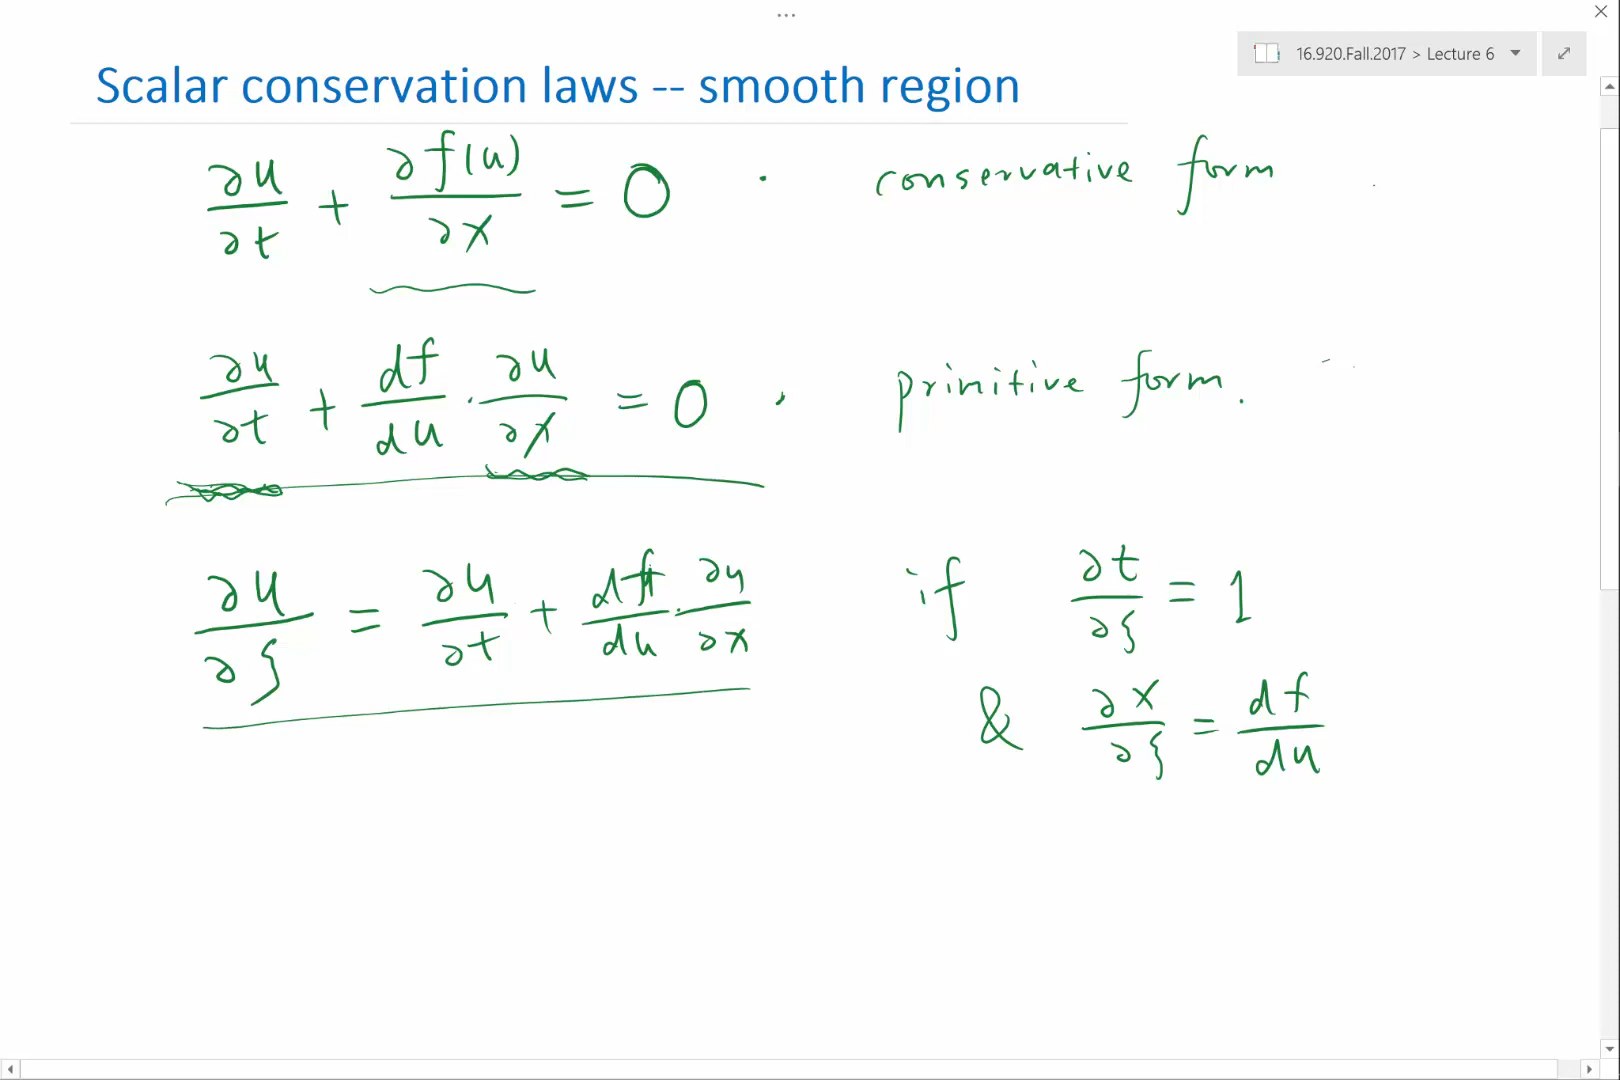 ...
16.920.Fall.2017 > Lecture 6
Scalar conservation laws -- smooth region
∂u/∂t + ∂f(u)/∂x = 0 . conservative form
∂u/∂t + df/du · ∂u/∂x = 0 . prinitive form.
∂u/∂ξ = ∂u/∂t + df/du · ∂u/∂x if ∂t/∂ξ = 1
& ∂x/∂ξ = df/du